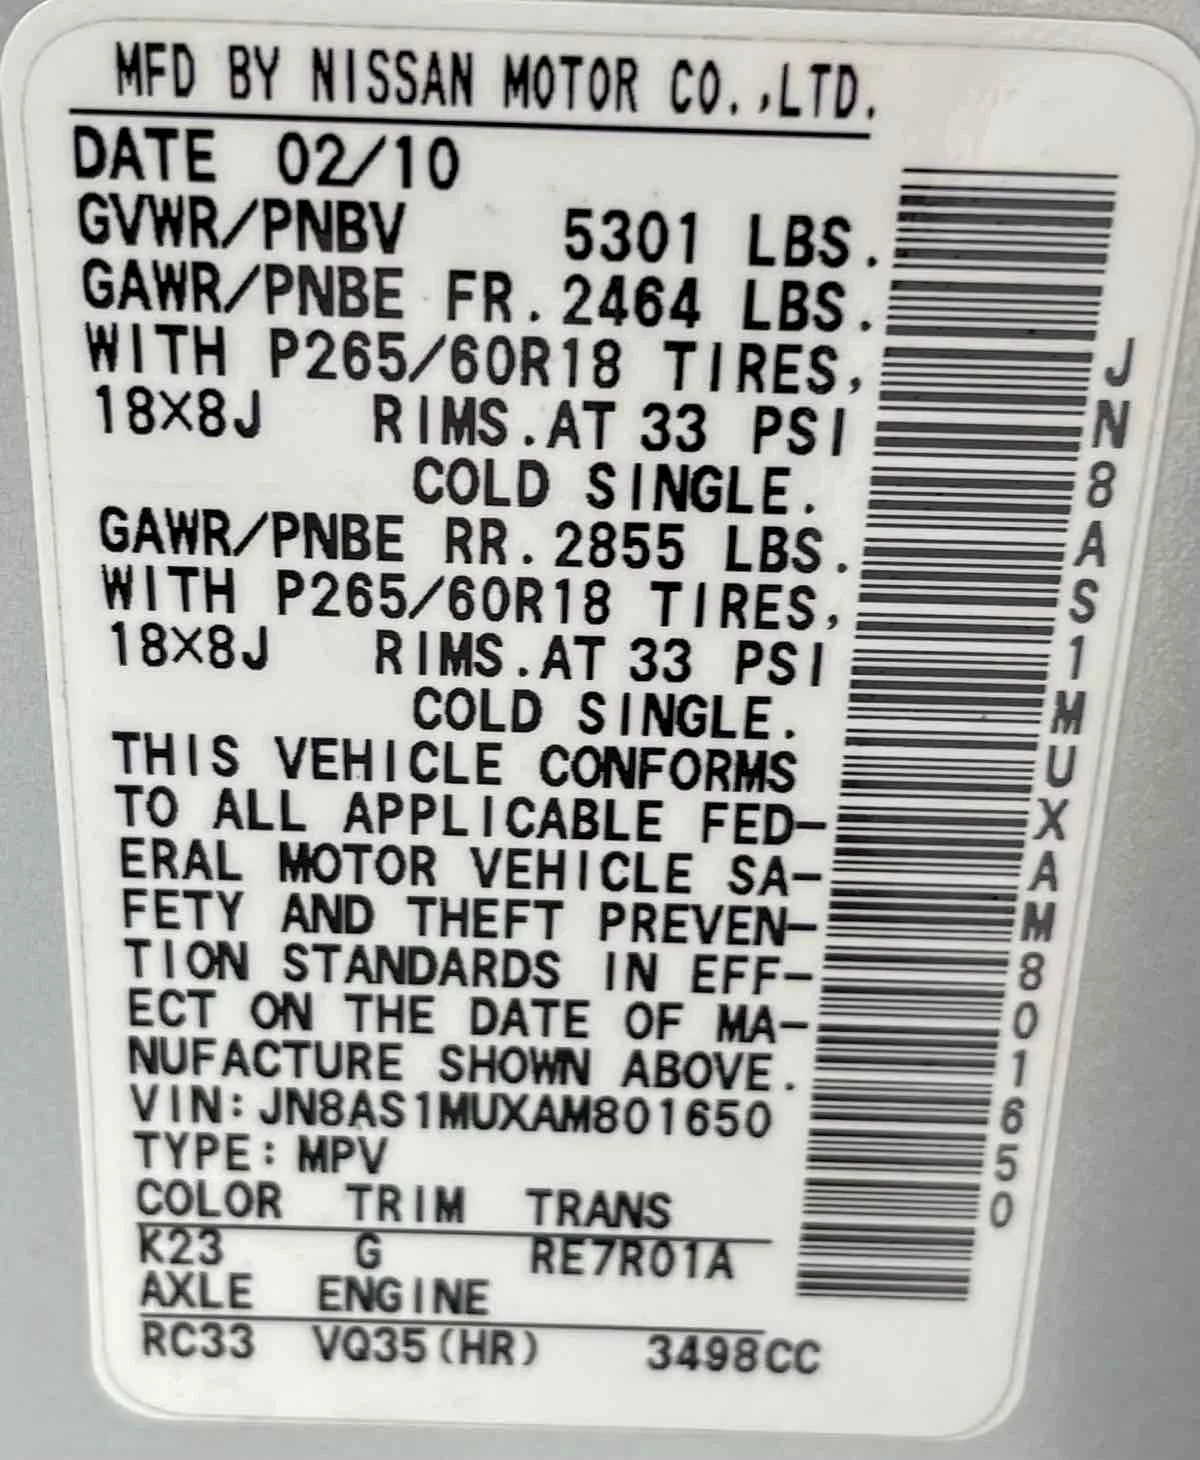 MFD BY NISSAN MOTOR CO.,LTD.
DATE 02/10
GVWR/PNBV 5301 LBS.
GAWR/PNBE FR.2464 LBS.
WITH P265/60R18 TIRES,
18X8J RIMS.AT 33 PSI
COLD SINGLE.
GAWR/PNBE RR.2855 LBS.
WITH P265/60R18 TIRES,
18X8J RIMS.AT 33 PSI
COLD SINGLE.
THIS VEHICLE CONFORMS
TO ALL APPLICABLE FED-
ERAL MOTOR VEHICLE SA-
FETY AND THEFT PREVEN-
TION STANDARDS IN EFF-
ECT ON THE DATE OF MA-
NUFACTURE SHOWN ABOVE.
VIN:JN8AS1MUXAM801650
TYPE:MPV
COLOR TRIM TRANS
K23 G RE7R01A
AXLE ENGINE
RC33 VQ35(HR) 3498CC
JN8AS1MUXAM801650